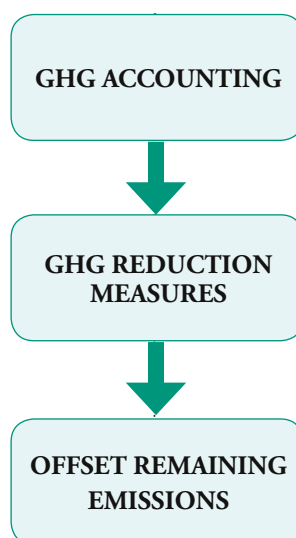 GHG ACCOUNTING
GHG REDUCTION
MEASURES
OFFSET REMAINING
EMISSIONS